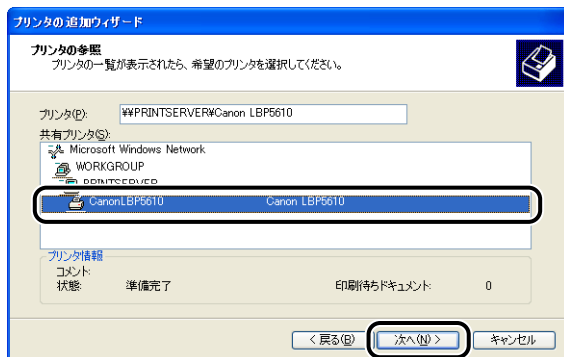 プリンタの追加ウィザード
プリンタの参照
プリンタの一覧が表示されたら、希望のプリンタを選択してください。
プリンタ(P): ¥¥PRINTSERVER¥Canon LBP5610
共有プリンタ(S):
Microsoft Windows Network
WORKGROUP
PRINTSERVER
CanonLBP5610 Canon LBP5610
プリンタ情報
コメント:
状態: 準備完了 印刷待ちドキュメント: 0
< 戻る(B) 次へ(N) > キャンセル